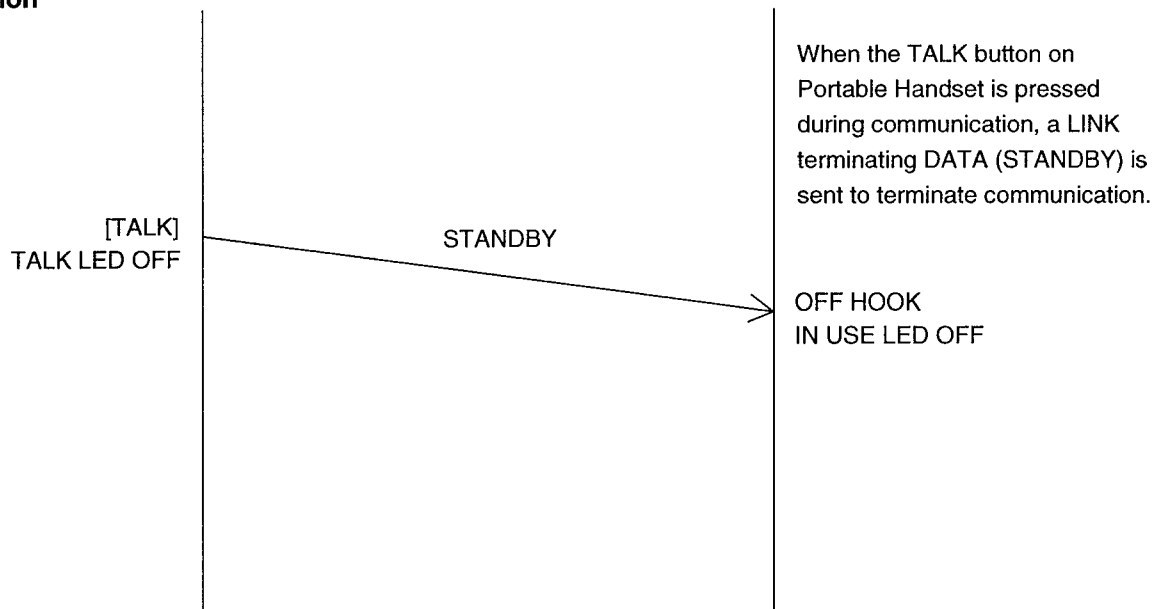 When the TALK button on
Portable Handset is pressed
during communication, a LINK
terminating DATA (STANDBY) is
sent to terminate communication.
[TALK]
TALK LED OFF
STANDBY
OFF HOOK
IN USE LED OFF